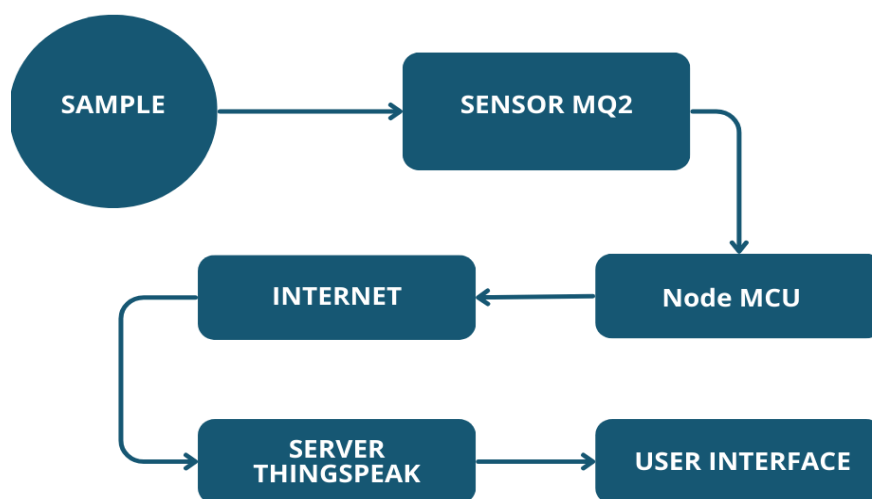 SAMPLE
SENSOR MQ2
INTERNET
Node MCU
SERVER
THINGSPEAK
USER INTERFACE